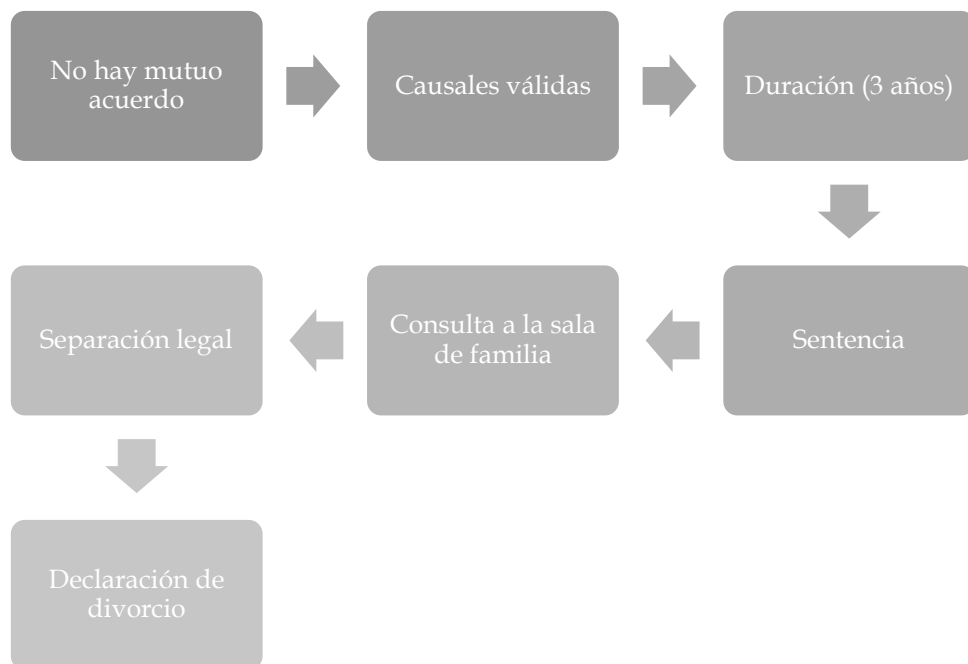 No hay mutuo
acuerdo
Causales válidas
Duración (3 años)
Sentencia
Consulta a la sala
de familia
Separación legal
Declaración de
divorcio